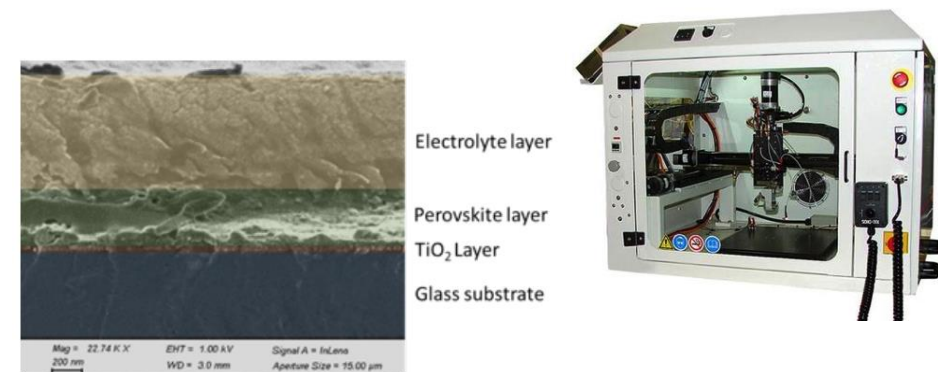 Electrolyte layer
Perovskite layer
TiO₂ Layer
Glass substrate
Mag = 22.74 K X EHT = 1.00 kV Signal A = InLens
200 nm WD = 3.0 mm Aperture Size = 15.00 µm